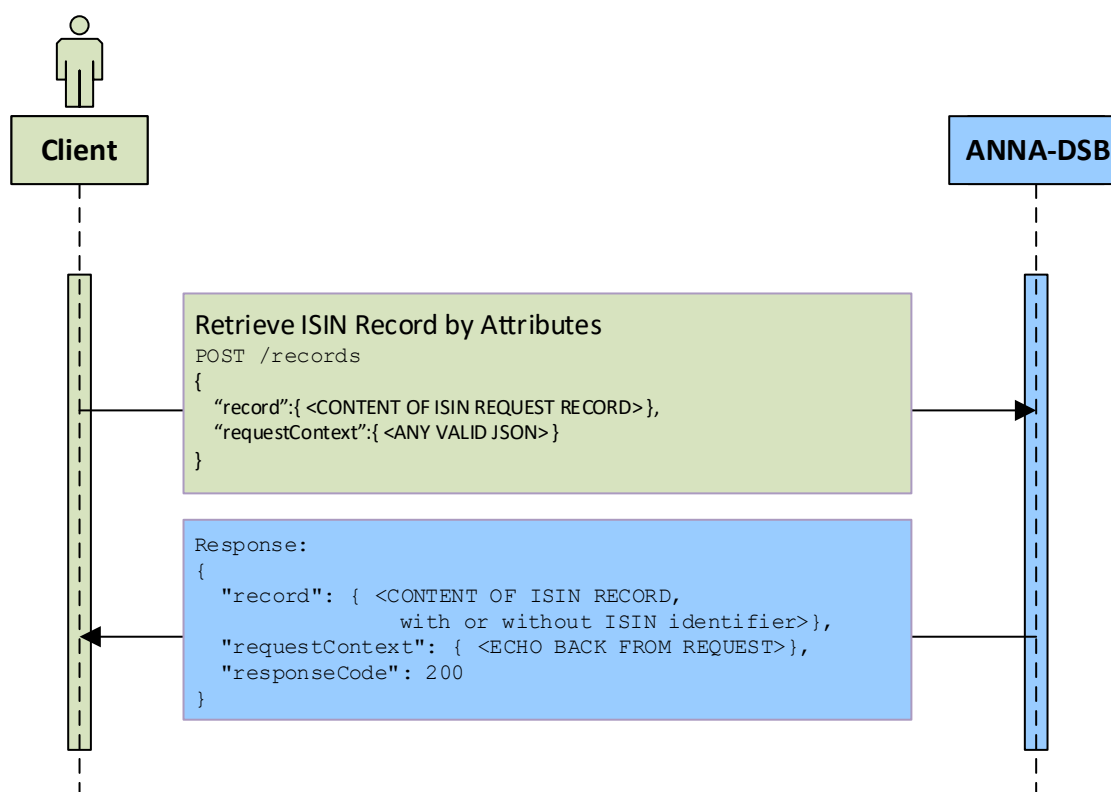 Client
ANNA-DSB
Retrieve ISIN Record by Attributes
POST /records
{
“record”:{ <CONTENT OF ISIN REQUEST RECORD> },
“requestContext”:{ <ANY VALID JSON> }
}
Response:
{
"record": { <CONTENT OF ISIN RECORD,
with or without ISIN identifier>},
"requestContext": { <ECHO BACK FROM REQUEST>},
"responseCode": 200
}